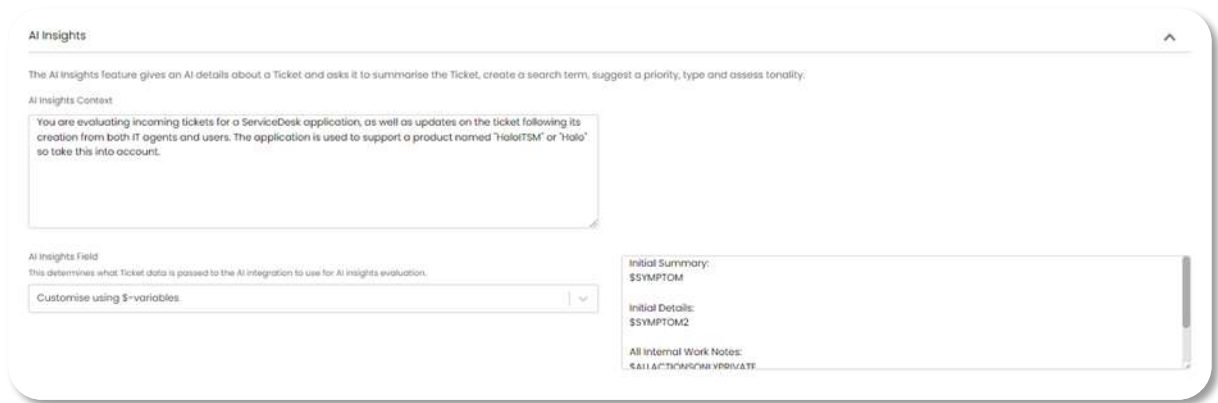 AI Insights
The AI Insights feature gives an AI details about a Ticket and asks it to summarise the Ticket, create a search term, suggest a priority, type and assess tonality.
AI Insights Context
You are evaluating incoming tickets for a ServiceDesk application, as well as updates on the ticket following its
creation from both IT agents and users. The application is used to support a product named "HaloITSM" or "Halo"
so take this into account.
AI Insights Field
This determines what Ticket data is passed to the AI integration to use for AI insights evaluation.
Customise using $-variables
Initial Summary:
$SYMPTOM
Initial Details:
$SYMPTOM2
All Internal Work Notes:
$ALLACTIONSONLYPRIVATE